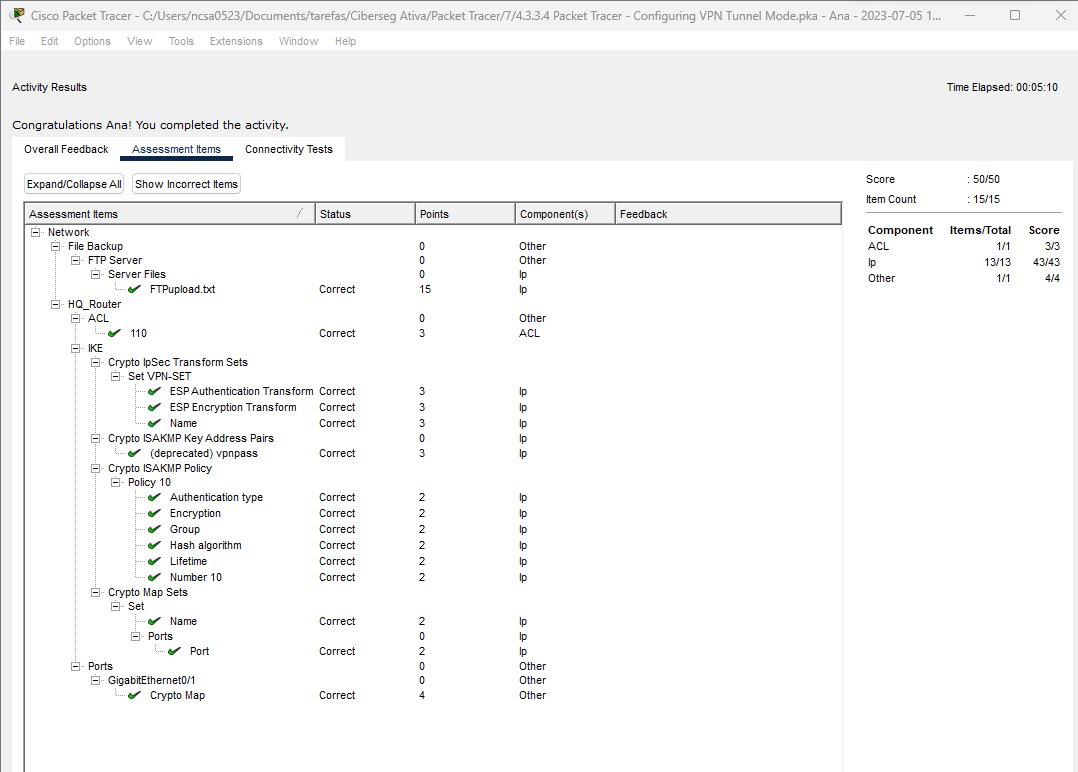 Cisco Packet Tracer - C:/Users/ncsa0523/Documents/tarefas/Ciberseg Ativa/Packet Tracer/7/4.3.3.4 Packet Tracer - Configuring VPN Tunnel Mode.pka - Ana - 2023-07-05 1...
File Edit Options View Tools Extensions Window Help
Activity Results
Time Elapsed: 00:05:10
Congratulations Ana! You completed the activity.
Overall Feedback Assessment Items Connectivity Tests
Expand/Collapse All Show Incorrect Items
Assessment Items Status Points Component(s) Feedback
Network
File Backup 0 Other
FTP Server 0 Other
Server Files 0 Ip
FTPupload.txt Correct 15 Ip
HQ_Router
ACL 0 Other
110 Correct 3 ACL
IKE
Crypto IpSec Transform Sets
Set VPN-SET
ESP Authentication Transform Correct 3 Ip
ESP Encryption Transform Correct 3 Ip
Name Correct 3 Ip
Crypto ISAKMP Key Address Pairs 0 Ip
(deprecated) vpnpass Correct 3 Ip
Crypto ISAKMP Policy
Policy 10
Authentication type Correct 2 Ip
Encryption Correct 2 Ip
Group Correct 2 Ip
Hash algorithm Correct 2 Ip
Lifetime Correct 2 Ip
Number 10 Correct 2 Ip
Crypto Map Sets
Set
Name Correct 2 Ip
Ports 0 Ip
Port Correct 2 Ip
Ports 0 Other
GigabitEthernet0/1 0 Other
Crypto Map Correct 4 Other
Score : 50/50
Item Count : 15/15
Component Items/Total Score
ACL 1/1 3/3
Ip 13/13 43/43
Other 1/1 4/4